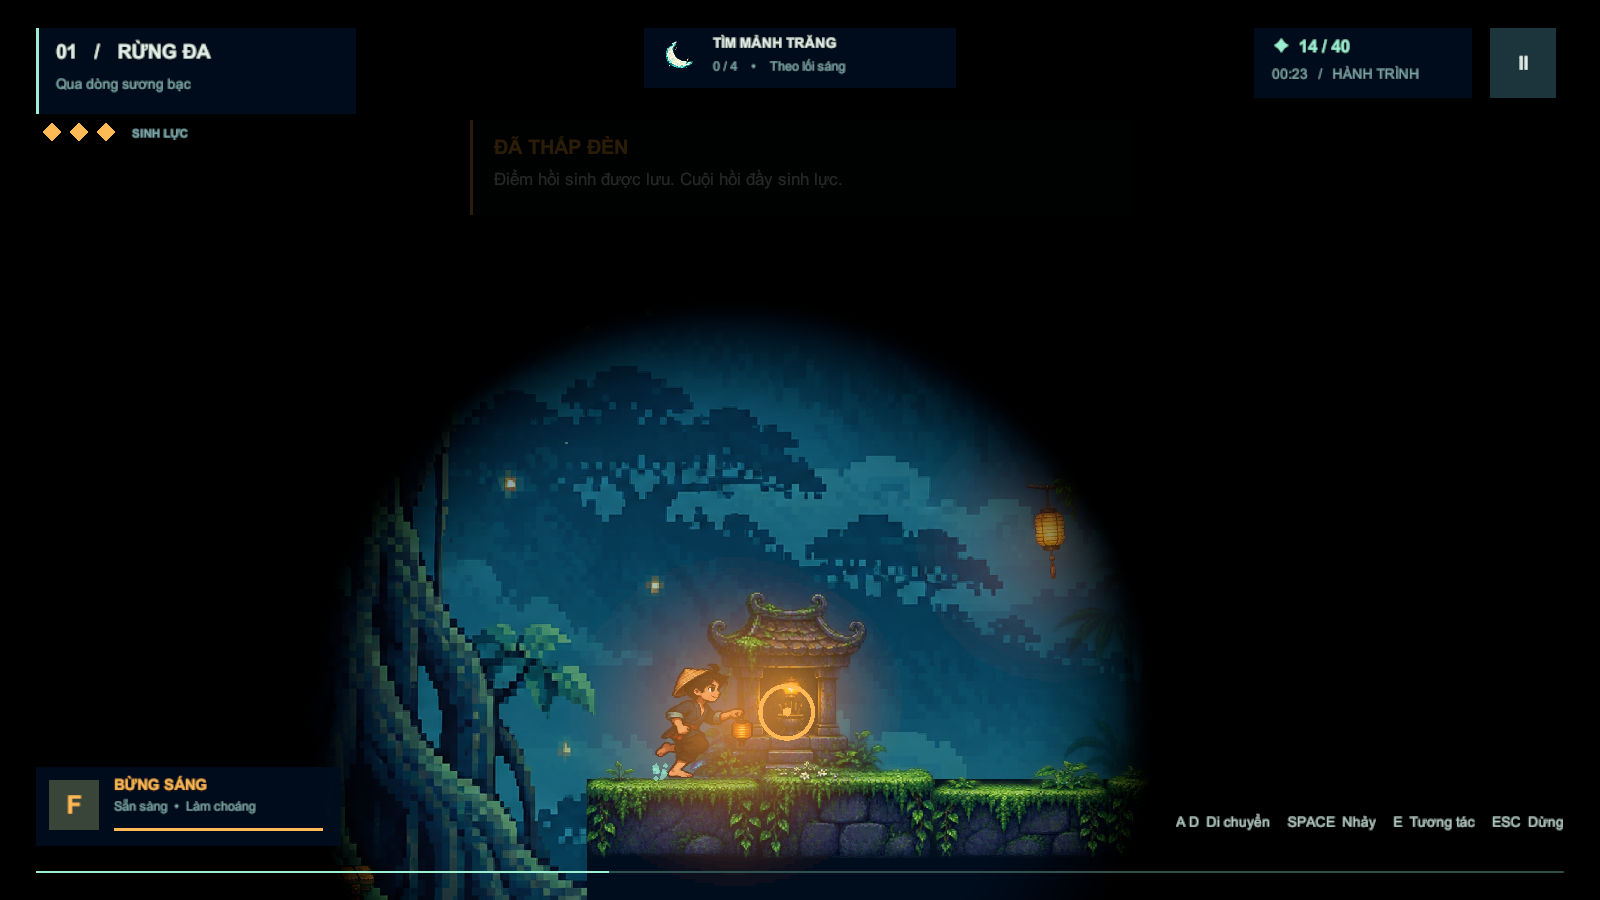 01 / RỪNG ĐA
Qua dòng sương bạc
SINH LỰC
TÌM MẢNH TRĂNG
0 / 4 • Theo lối sáng
14 / 40
00:23 / HÀNH TRÌNH
ĐÃ THẮP ĐÈN
Điểm hồi sinh được lưu. Cuội hồi đầy sinh lực.
F
BỪNG SÁNG
Sẵn sàng • Làm choáng
A D Di chuyển SPACE Nhảy E Tương tác ESC Dừng